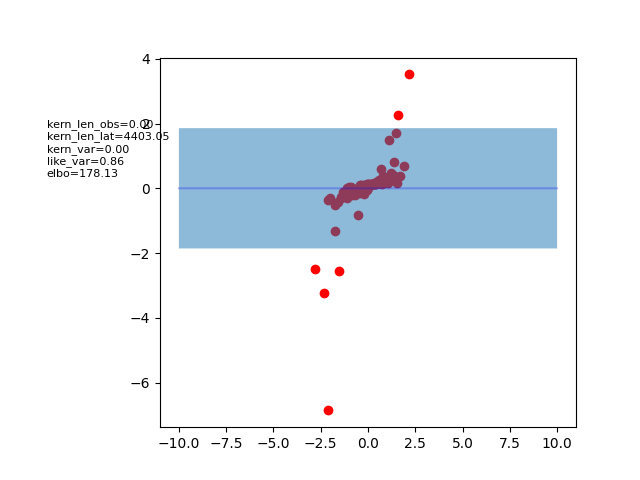 4
kern_len_obs=0.00
2
kern_len_lat=4403.05
kern_var=0.00
like_var=0.86
elbo=178.13
0
−2
−4
−6
−10.0 −7.5 −5.0 −2.5 0.0 2.5 5.0 7.5 10.0